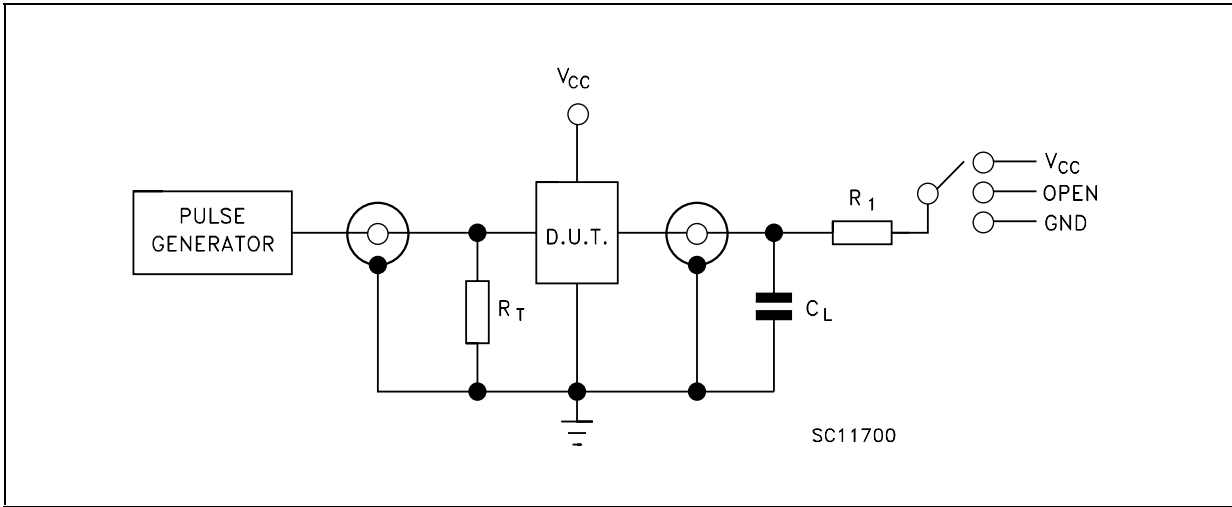 VCC
PULSE
GENERATOR
D.U.T.
RT
R1
CL
VCC
OPEN
GND
SC11700